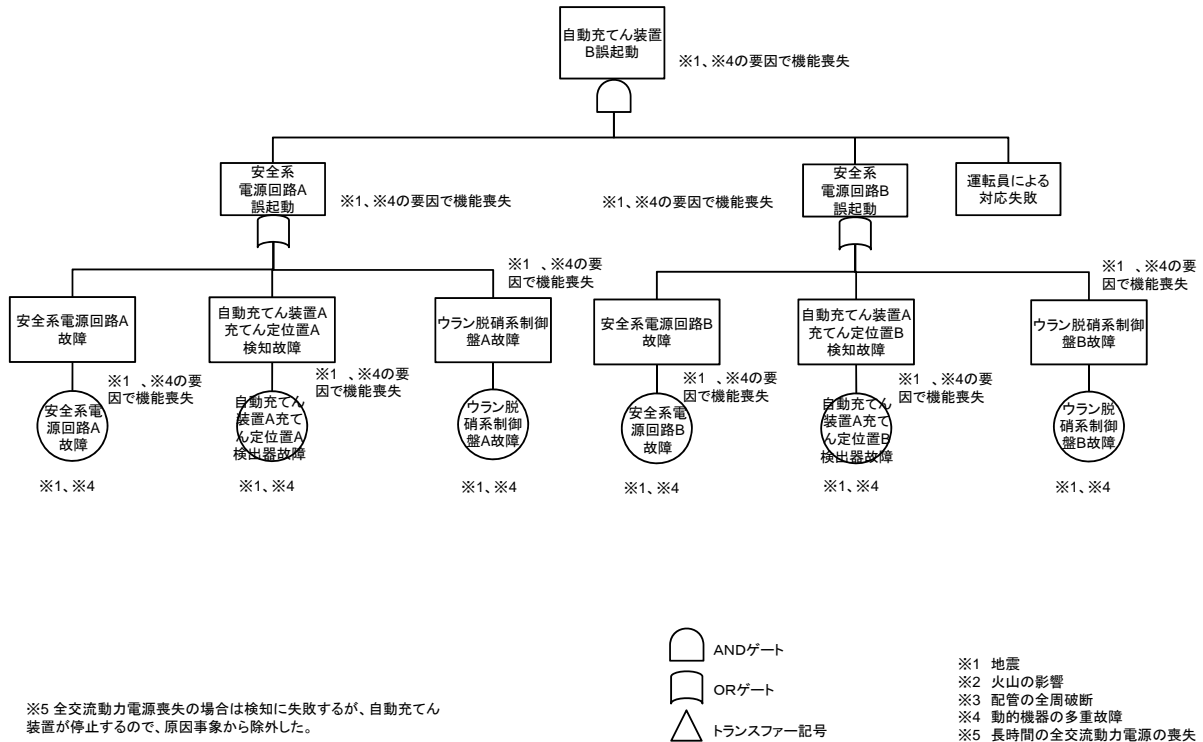 自動充てん装置
B誤起動
※1、※4の要因で機能喪失
安全系
電源回路A
誤起動
※1、※4の要因で機能喪失
※1、※4の要因で機能喪失
安全系
電源回路B
誤起動
運転員による
対応失敗
※1 、※4の要
因で機能喪失
※1 、※4の要
因で機能喪失
安全系電源回路A
故障
自動充てん装置A
充てん定位置A
検知故障
ウラン脱硝系制御
盤A故障
安全系電源回路B
故障
自動充てん装置A
充てん定位置B
検知故障
ウラン脱硝系制御
盤B故障
※1 、※4の要
因で機能喪失
※1 、※4の要
因で機能喪失
※1 、※4の要
因で機能喪失
※1 、※4の要
因で機能喪失
安全系電
源回路A
故障
自動充てん
装置A充て
ん定位置A
検出器故障
ウラン脱
硝系制御
盤A故障
安全系電
源回路B
故障
自動充てん
装置A充て
ん定位置B
検出器故障
ウラン脱
硝系制御
盤B故障
※1、※4
※1、※4
※1、※4
※1、※4
※1、※4
※1、※4
※5 全交流動力電源喪失の場合は検知に失敗するが、自動充てん
装置が停止するので、原因事象から除外した。
ANDゲート
ORゲート
トランスファー記号
※1 地震
※2 火山の影響
※3 配管の全周破断
※4 動的機器の多重故障
※5 長時間の全交流動力電源の喪失